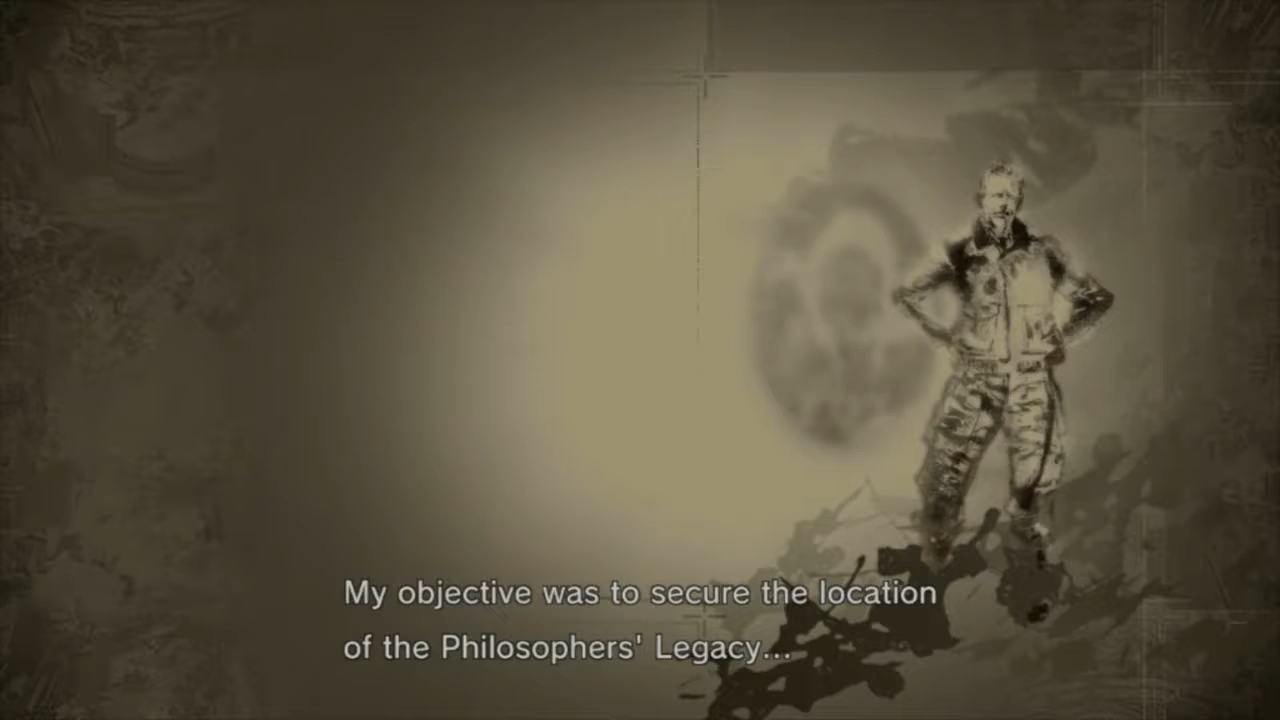 My objective was to secure the location
of the Philosophers' Legacy...